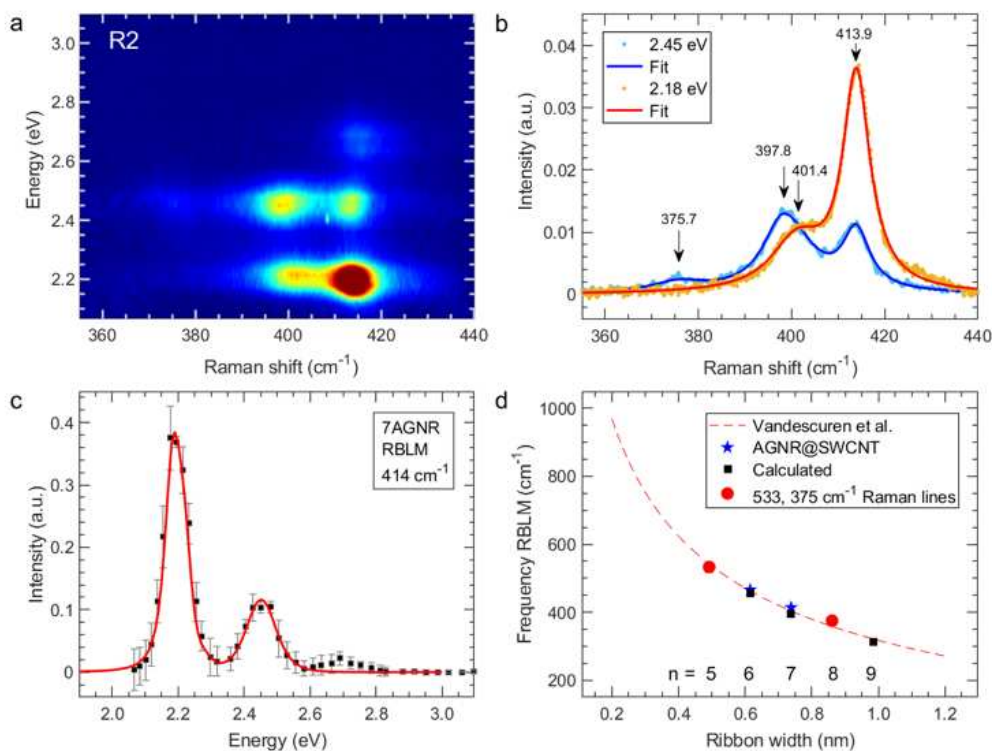 a
R2
3.0
2.8
2.6
2.4
2.2
Energy (eV)
360 380 400 420 440
Raman shift (cm⁻¹)
b
2.45 eV
Fit
2.18 eV
Fit
413.9
397.8
401.4
375.7
0.04
0.03
0.02
0.01
0
Intensity (a.u.)
360 380 400 420 440
Raman shift (cm⁻¹)
c
7AGNR
RBLM
414 cm⁻¹
0.4
0.3
0.2
0.1
0
Intensity (a.u.)
2.0 2.2 2.4 2.6 2.8 3.0
Energy (eV)
d
Vandescuren et al.
AGNR@SWCNT
Calculated
533, 375 cm⁻¹ Raman lines
1000
800
600
400
200
Frequency RBLM (cm⁻¹)
n = 5 6 7 8 9
0.2 0.4 0.6 0.8 1.0 1.2
Ribbon width (nm)